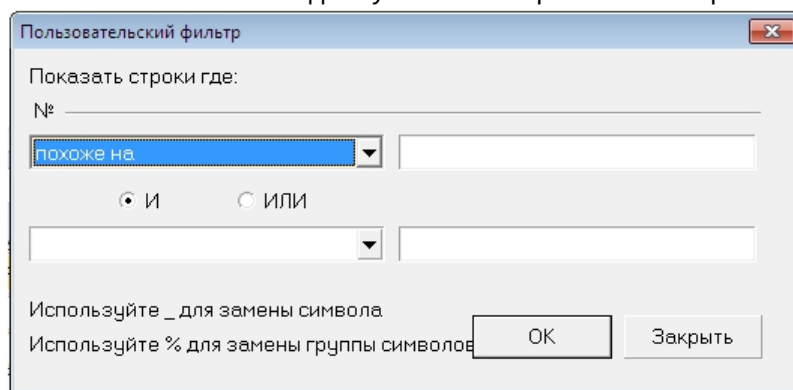 Пользовательский фильтр
Показать строки где:
№
похоже на
И ИЛИ
Используйте _ для замены символа
Используйте % для замены группы символов
ОК Закрыть